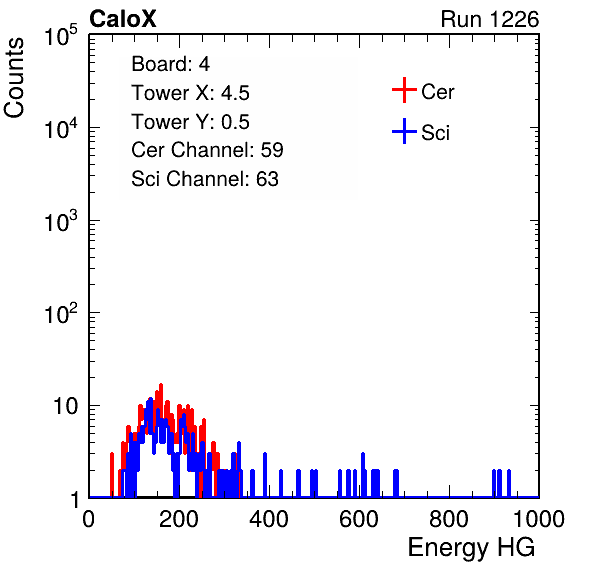 CaloX Run 1226
Counts
10^5
10^4
10^3
10^2
10
1
Board: 4
Tower X: 4.5
Tower Y: 0.5
Cer Channel: 59
Sci Channel: 63
Cer
Sci
0 200 400 600 800 1000
Energy HG